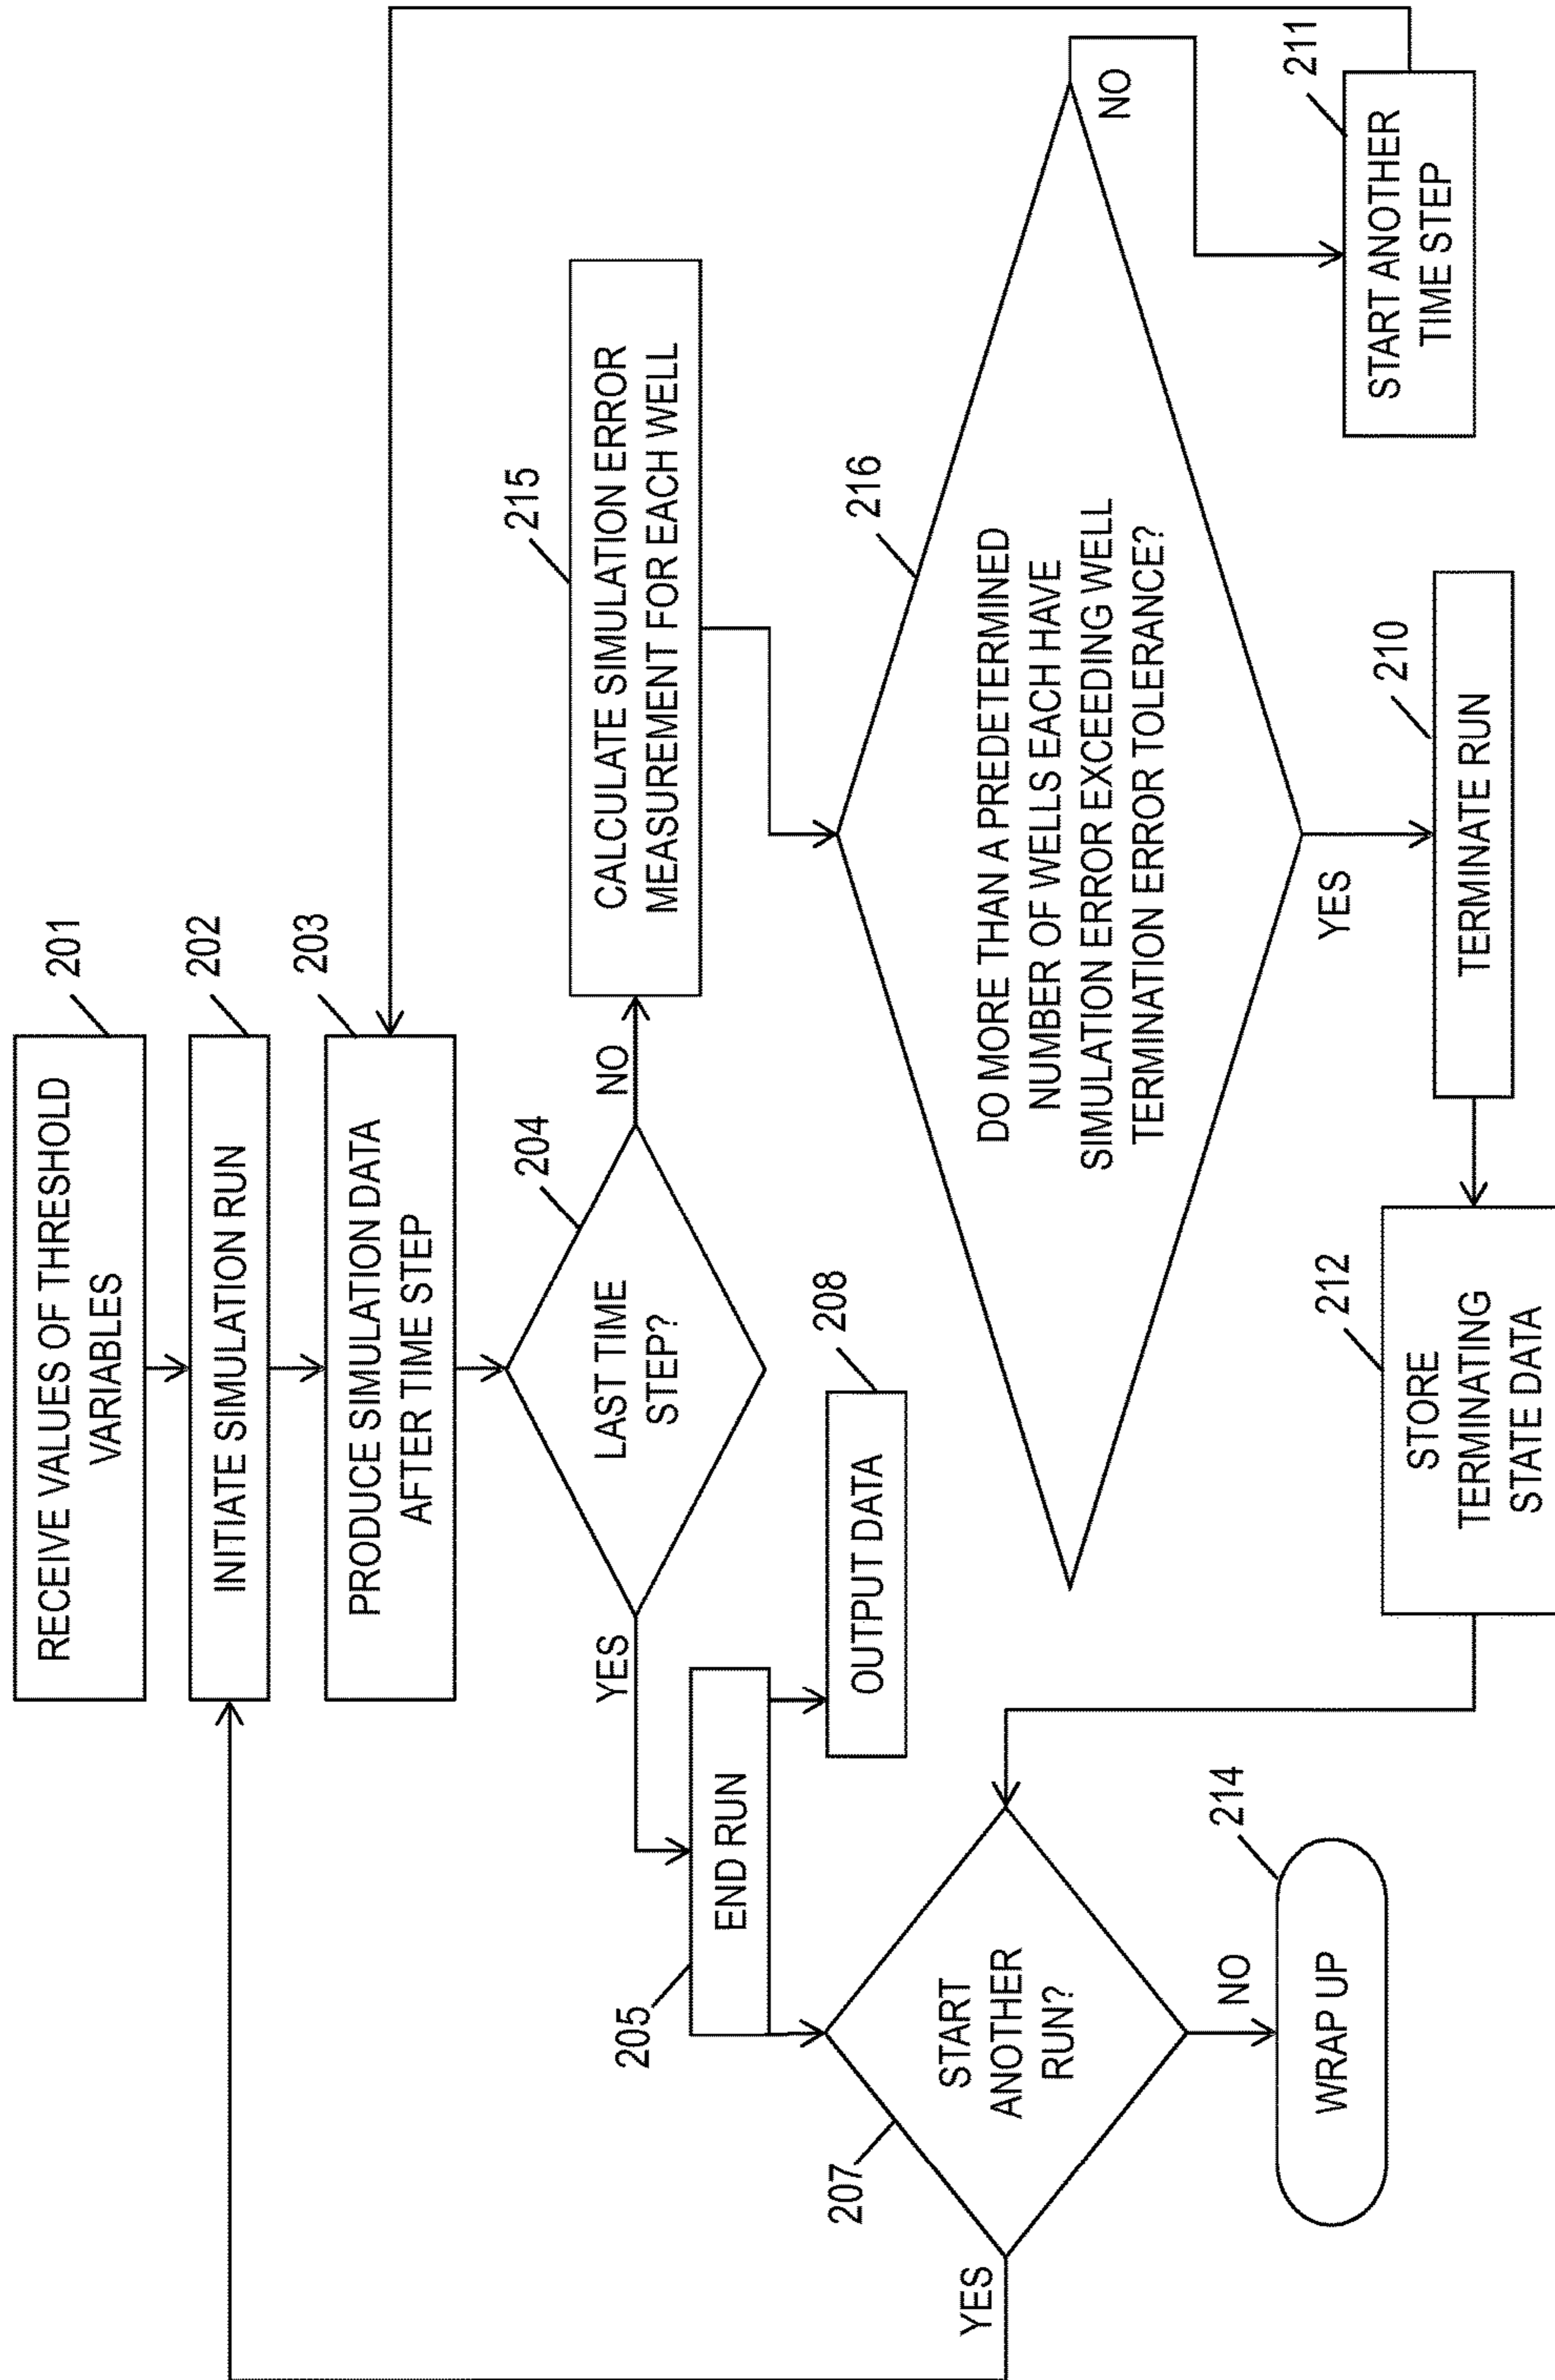 RECEIVE VALUES OF THRESHOLD
VARIABLES
201
INITIATE SIMULATION RUN
202
PRODUCE SIMULATION DATA
AFTER TIME STEP
203
LAST TIME
STEP?
204
YES
NO
CALCULATE SIMULATION ERROR
MEASUREMENT FOR EACH WELL
215
END RUN
205
OUTPUT DATA
208
DO MORE THAN A PREDETERMINED
NUMBER OF WELLS EACH HAVE
SIMULATION ERROR EXCEEDING WELL
TERMINATION ERROR TOLERANCE?
216
NO
YES
START
ANOTHER
RUN?
207
YES
NO
WRAP UP
214
STORE
TERMINATING
STATE DATA
212
TERMINATE RUN
210
START ANOTHER
TIME STEP
211